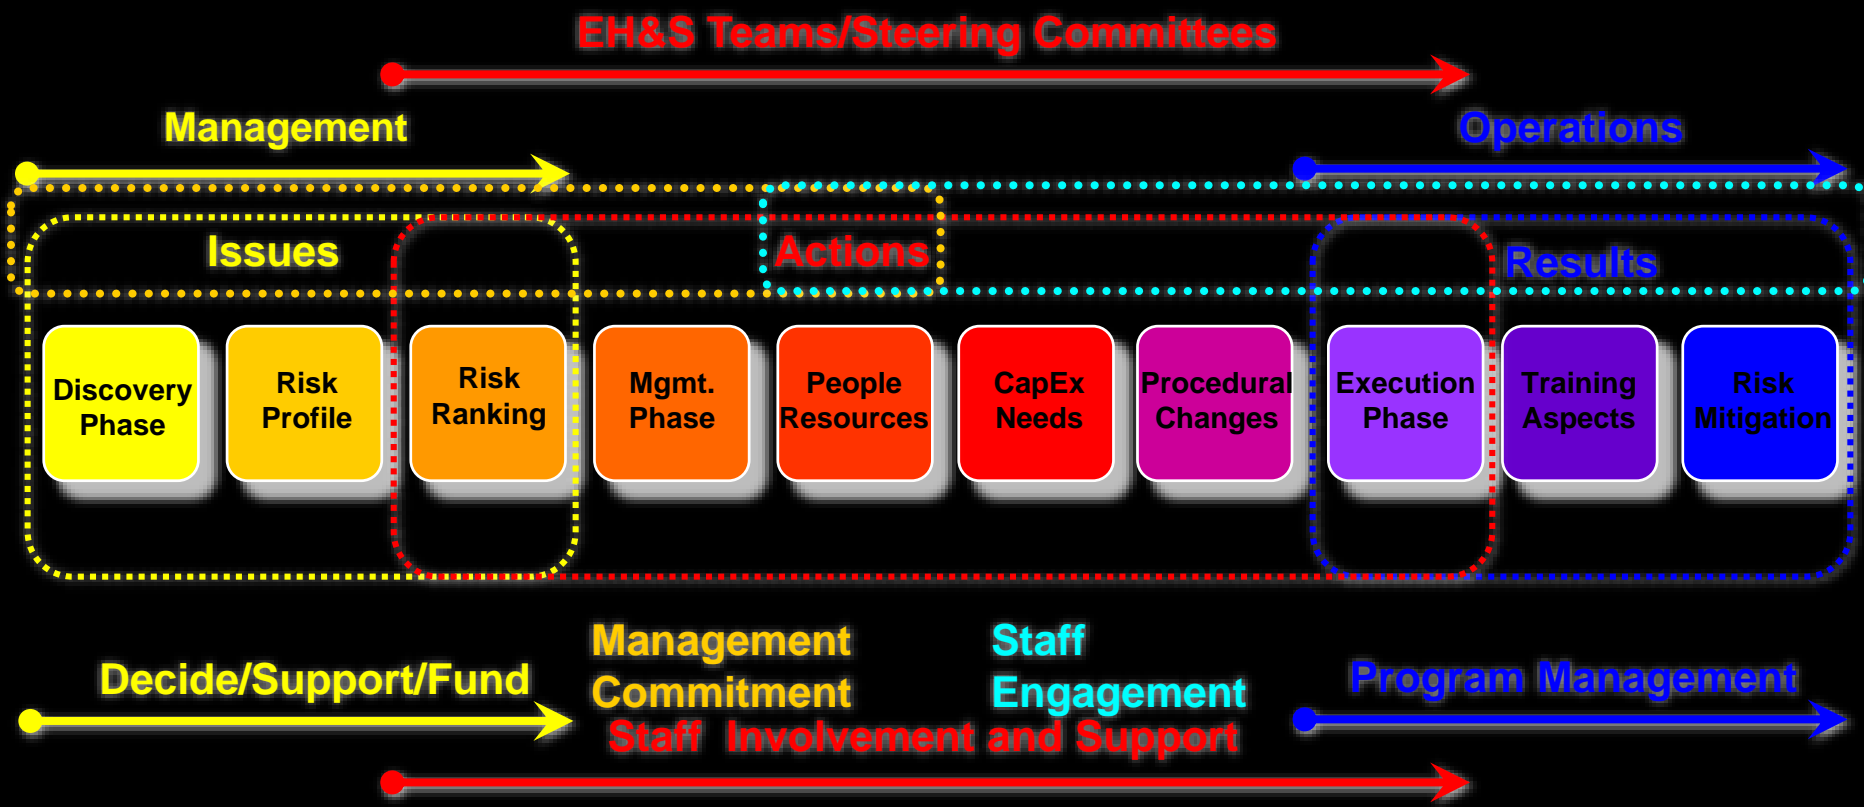 EH&S Teams/Steering Committees
Management
Operations
Issues
Actions
Results
Discovery
Phase
Risk
Profile
Risk
Ranking
Mgmt.
Phase
People
Resources
CapEx
Needs
Procedural
Changes
Execution
Phase
Training
Aspects
Risk
Mitigation
Decide/Support/Fund
Management
Commitment
Staff
Engagement
Program Management
Staff Involvement and Support